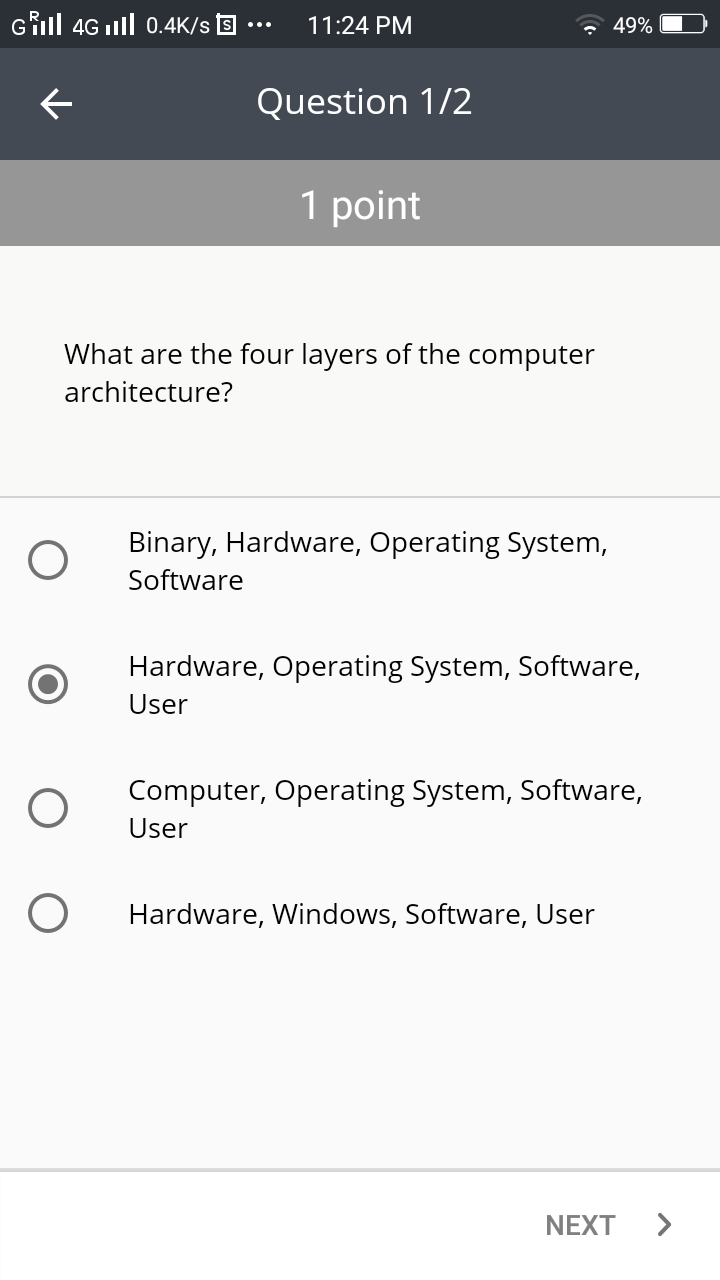 G R 4G 0.4K/s S ... 11:24 PM 49%
Question 1/2
1 point
What are the four layers of the computer
architecture?
Binary, Hardware, Operating System,
Software
Hardware, Operating System, Software,
User
Computer, Operating System, Software,
User
Hardware, Windows, Software, User
NEXT